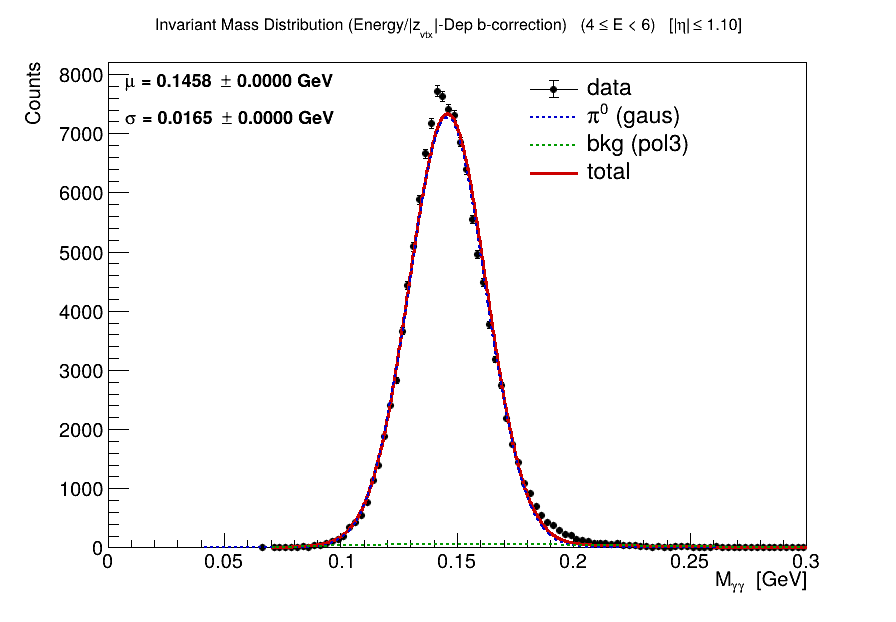 Invariant Mass Distribution (Energy/|z_vtx|-Dep b-correction) (4 ≤ E < 6) [|η| ≤ 1.10]
Counts
μ = 0.1458 ± 0.0000 GeV
σ = 0.0165 ± 0.0000 GeV
data
π⁰ (gaus)
bkg (pol3)
total
8000
7000
6000
5000
4000
3000
2000
1000
0
0 0.05 0.1 0.15 0.2 0.25 0.3
M_γγ [GeV]